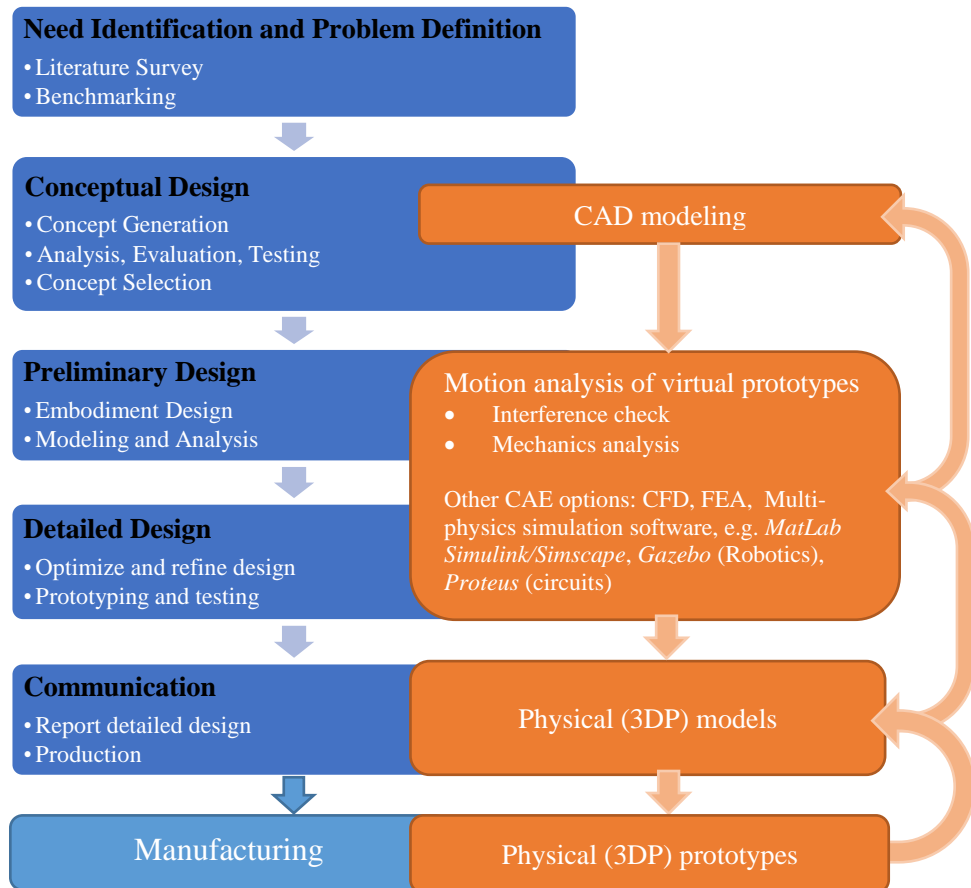 Need Identification and Problem Definition
• Literature Survey
• Benchmarking
Conceptual Design
• Concept Generation
• Analysis, Evaluation, Testing
• Concept Selection
CAD modeling
Preliminary Design
• Embodiment Design
• Modeling and Analysis
Motion analysis of virtual prototypes
• Interference check
• Mechanics analysis
Other CAE options: CFD, FEA, Multi-
physics simulation software, e.g. MatLab
Simulink/Simscape, Gazebo (Robotics),
Proteus (circuits)
Detailed Design
• Optimize and refine design
• Prototyping and testing
Communication
• Report detailed design
• Production
Physical (3DP) models
Manufacturing
Physical (3DP) prototypes